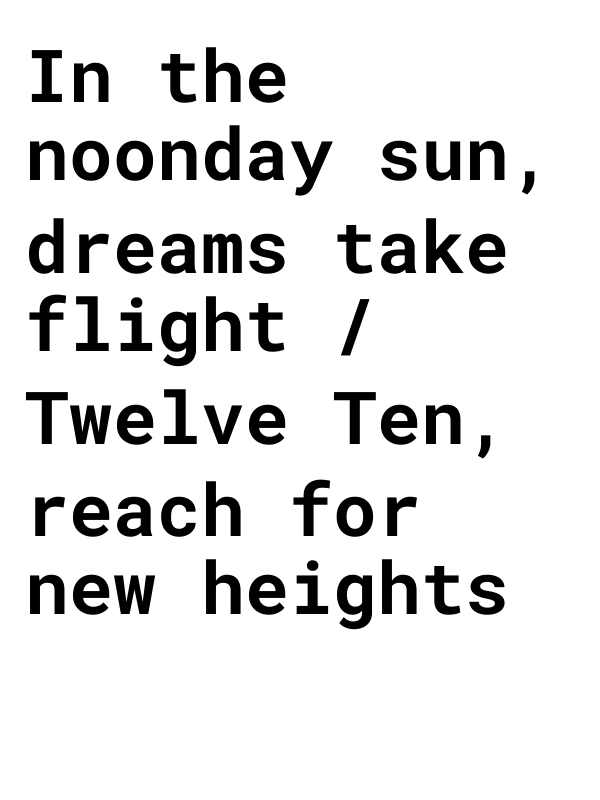 In the
noonday sun,
dreams take
flight /
Twelve Ten,
reach for
new heights